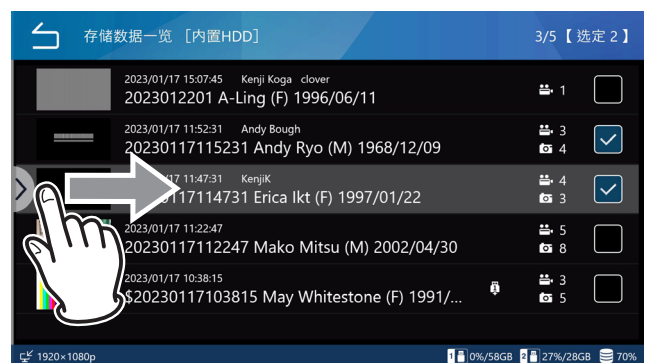 存储数据一览 ［内置HDD］ 3/5【 选定 2 】
2023/01/17 15:07:45 Kenji Koga clover
2023012201 A-Ling (F) 1996/06/11
1
2023/01/17 11:52:31 Andy Bough
20230117115231 Andy Ryo (M) 1968/12/09
3
4
/17 11:47:31 KenjiK
0117114731 Erica Ikt (F) 1997/01/22
4
3
2023/01/17 11:22:47
20230117112247 Mako Mitsu (M) 2002/04/30
5
8
2023/01/17 10:38:15
$20230117103815 May Whitestone (F) 1991/...
1
3
5
1920×1080p 1 0%/58GB 2 27%/28GB 70%